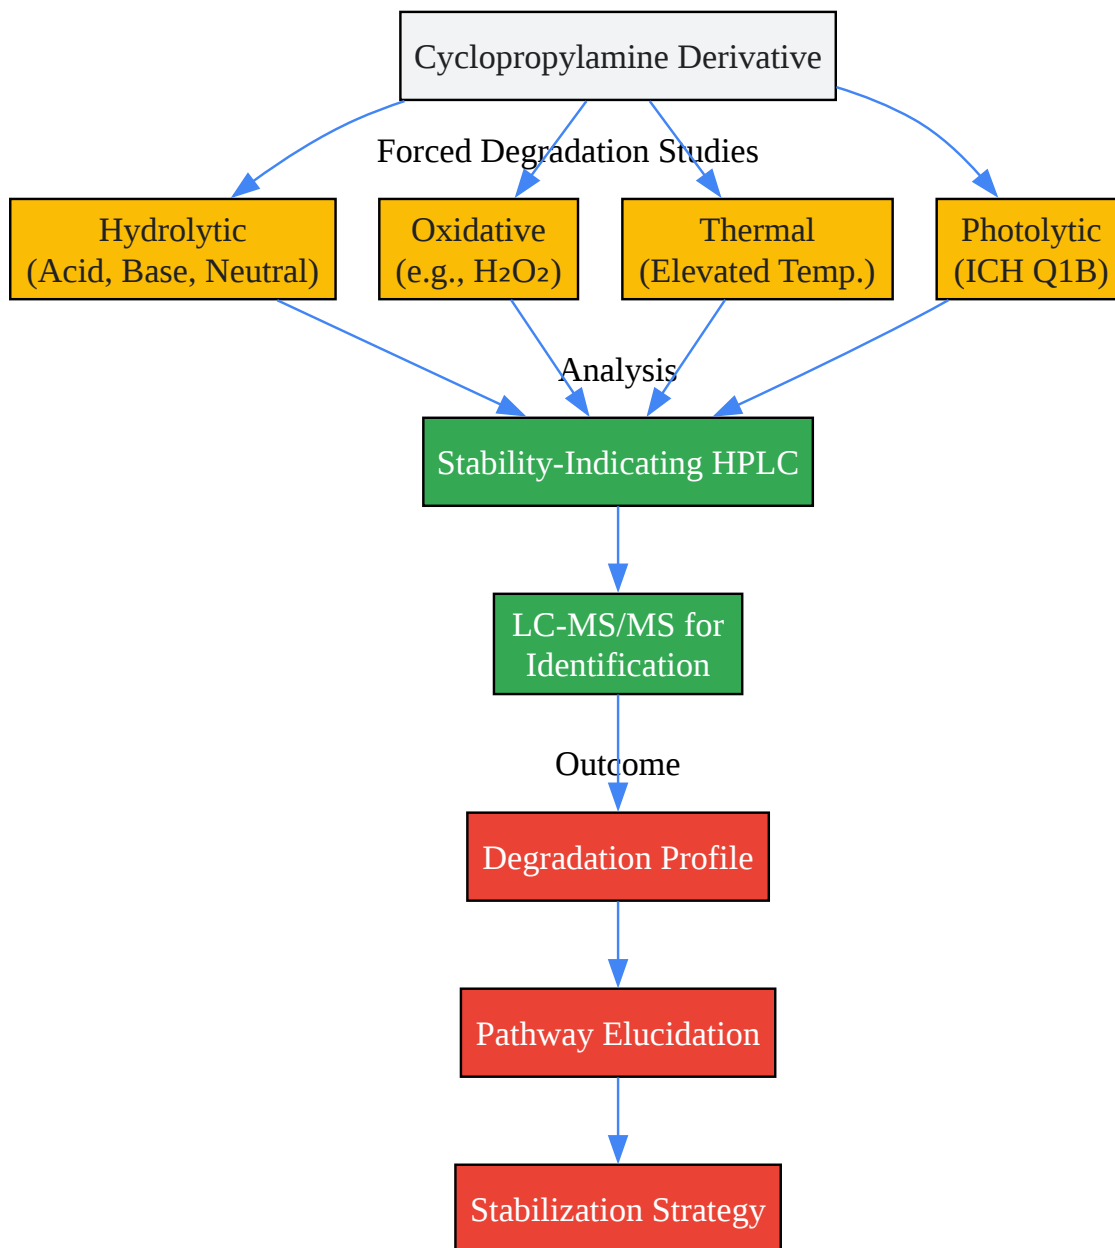 Cyclopropylamine Derivative
Forced Degradation Studies
Hydrolytic
(Acid, Base, Neutral)
Oxidative
(e.g., H₂O₂)
Thermal
(Elevated Temp.)
Photolytic
(ICH Q1B)
Analysis
Stability-Indicating HPLC
LC-MS/MS for
Identification
Outcome
Degradation Profile
Pathway Elucidation
Stabilization Strategy